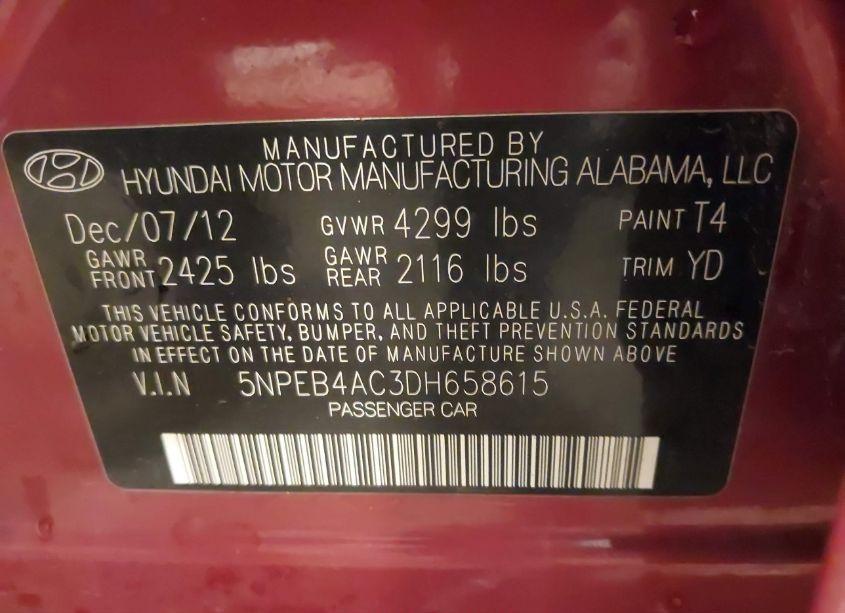 MANUFACTURED BY
HYUNDAI MOTOR MANUFACTURING ALABAMA, LLC
Dec/07/12 GVWR 4299 lbs PAINT T4
GAWR FRONT 2425 lbs GAWR REAR 2116 lbs TRIM YD
THIS VEHICLE CONFORMS TO ALL APPLICABLE U.S.A. FEDERAL
MOTOR VEHICLE SAFETY, BUMPER, AND THEFT PREVENTION STANDARDS
IN EFFECT ON THE DATE OF MANUFACTURE SHOWN ABOVE
V.I.N 5NPEB4AC3DH658615
PASSENGER CAR